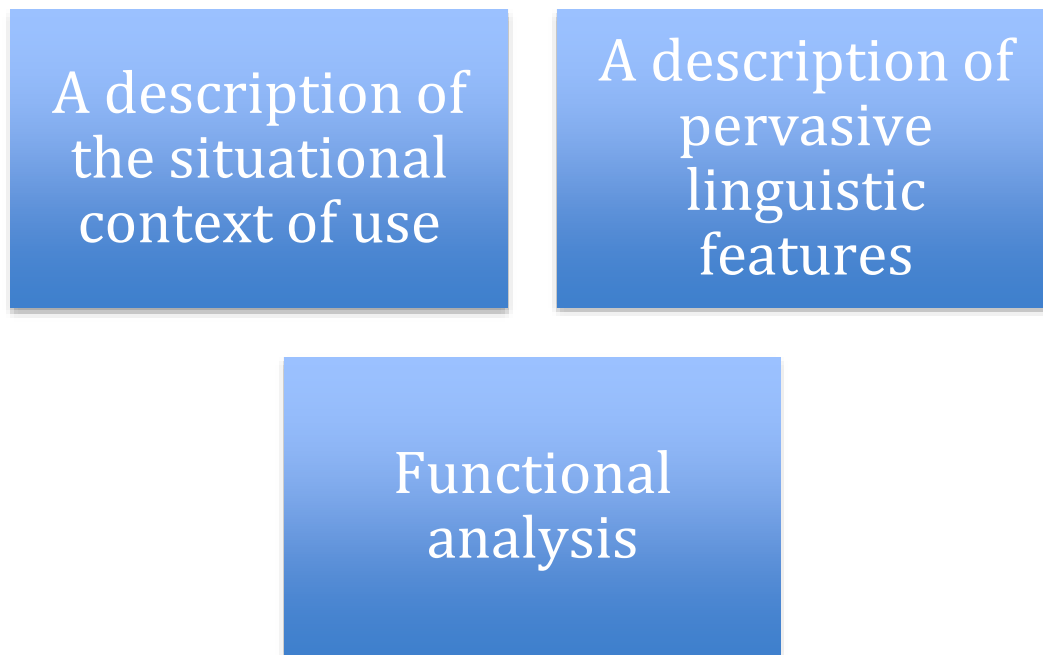 A description of
the situational
context of use
A description of
pervasive
linguistic
features
Functional
analysis